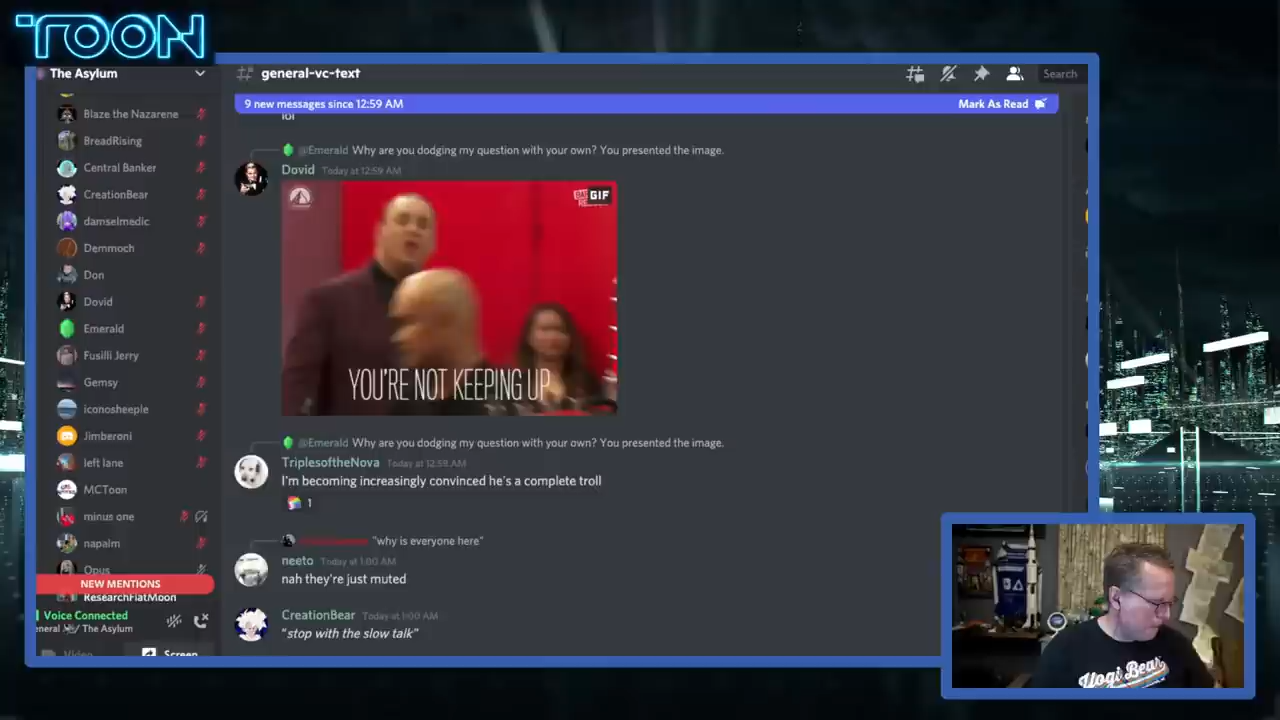 TOON
The Asylum
general-vc-text
Search
9 new messages since 12:59 AM
Mark As Read
lol
Blaze the Nazarene
BreadRising
Central Banker
CreationBear
damselmedic
Demmoch
Don
Dovid
Emerald
Fusilli Jerry
Gemsy
iconosheeple
Jimberoni
left lane
MCToon
minus one
napalm
Opus
NEW MENTIONS
ResearchFlatMoon
Voice Connected
eneral / The Asylum
Video
Screen
@Emerald Why are you dodging my question with your own? You presented the image.
Dovid Today at 12:59 AM
GIF
YOU'RE NOT KEEPING UP
@Emerald Why are you dodging my question with your own? You presented the image.
TriplesoftheNova Today at 12:59 AM
I'm becoming increasingly convinced he's a complete troll
1
"why is everyone here"
neeto Today at 1:00 AM
nah they're just muted
CreationBear Today at 1:00 AM
"stop with the slow talk"
Yogi Bear